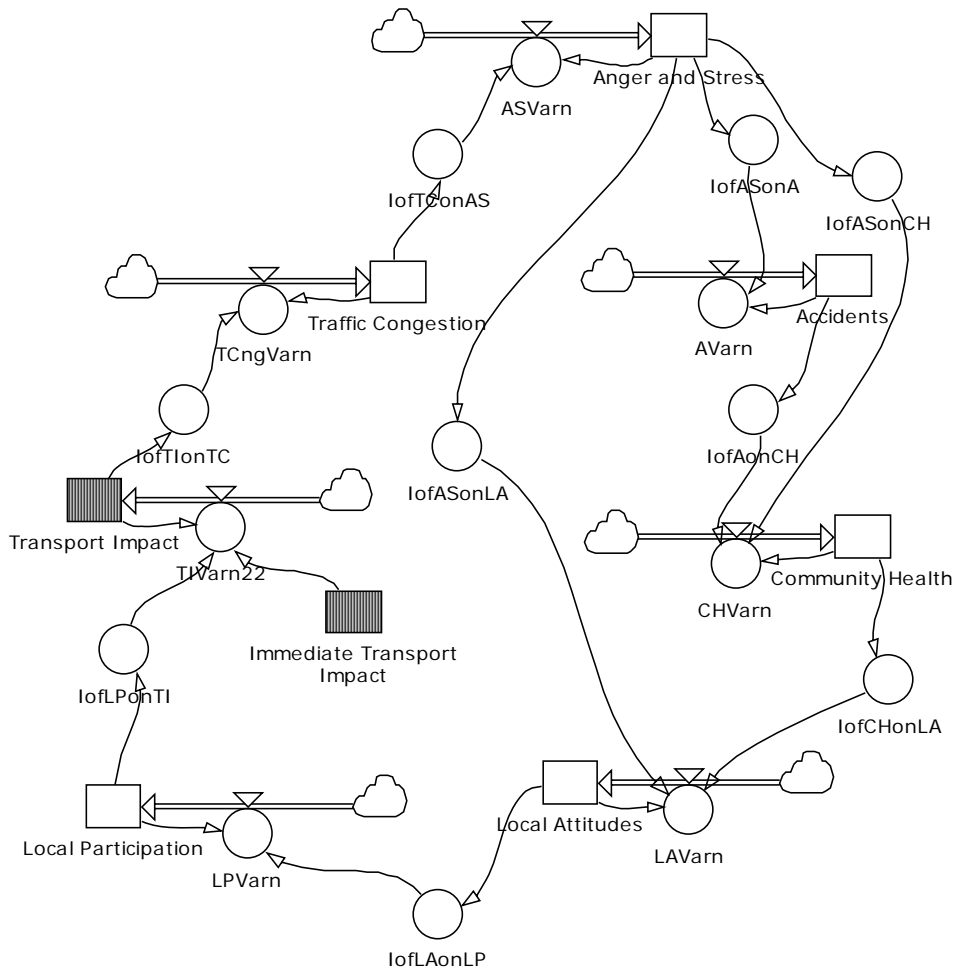 Anger and Stress
ASVarn
IofTConAS
IofASonA
IofASonCH
Traffic Congestion
Accidents
TCngVarn
AVarn
IofTIonTC
IofAonCH
IofASonLA
Transport Impact
TIVarn22
Community Health
CHVarn
Immediate Transport
Impact
IofLPonTI
IofCHonLA
Local Attitudes
Local Participation
LAVarn
LPVarn
IofLAonLP